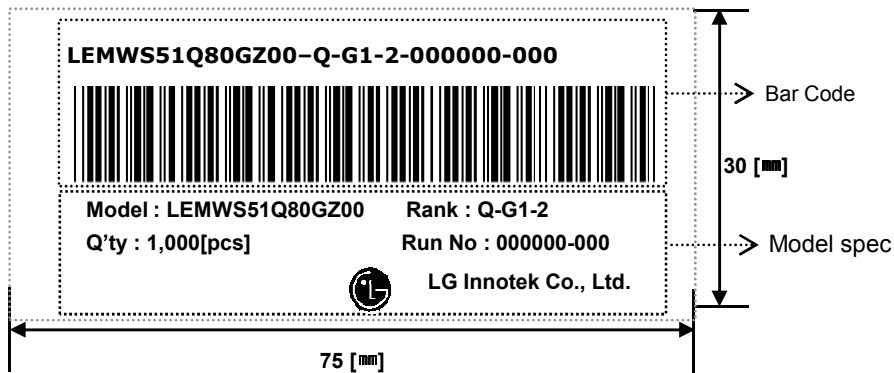 LEMWS51Q80GZ00–Q-G1-2-000000-000
Bar Code
30 [㎜]
Model : LEMWS51Q80GZ00 Rank : Q-G1-2
Q'ty : 1,000[pcs] Run No : 000000-000
Model spec
LG Innotek Co., Ltd.
75 [㎜]